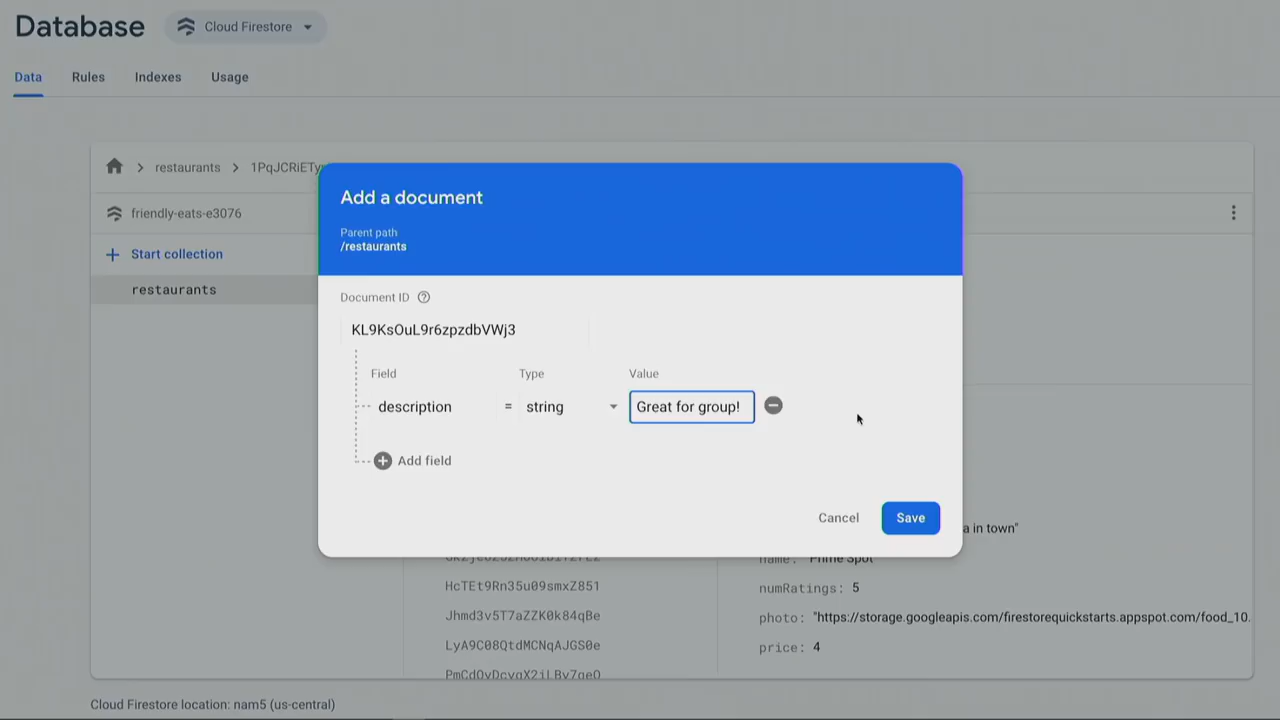 Database
Cloud Firestore
Data Rules Indexes Usage
restaurants
friendly-eats-e3076
Start collection
restaurants
Add a document
Parent path
/restaurants
Document ID
KL9KsOuL9r6zpzdbVWj3
Field Type Value
description = string Great for group!
Add field
Cancel Save
a in town"
name: "Prime Spot"
HcTEt9Rn35u09smxZ851
numRatings: 5
Jhmd3v5T7aZZK0k84qBe
photo: "https://storage.googleapis.com/firestorequickstarts.appspot.com/food_10.
LyA9C08QtdMCNqAJGS0e
price: 4
Cloud Firestore location: nam5 (us-central)